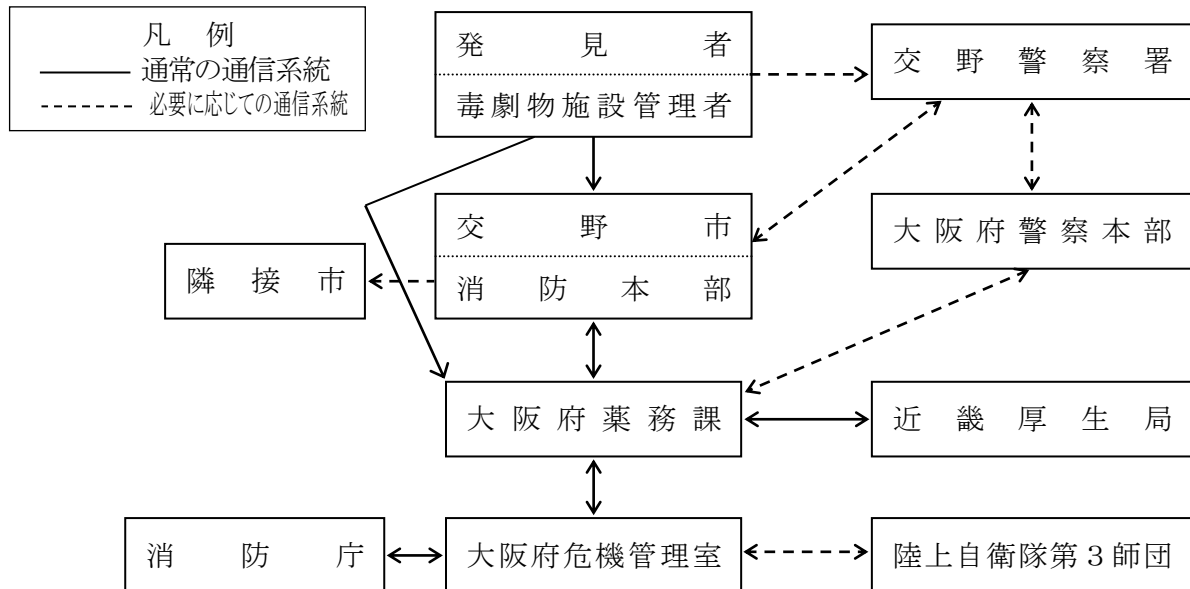 凡例
通常の通信系統
必要に応じての通信系統
発見者
毒劇物施設管理者
交野警察署
交野市
消防本部
大阪府警察本部
隣接市
大阪府薬務課
近畿厚生局
消防庁
大阪府危機管理室
陸上自衛隊第３師団